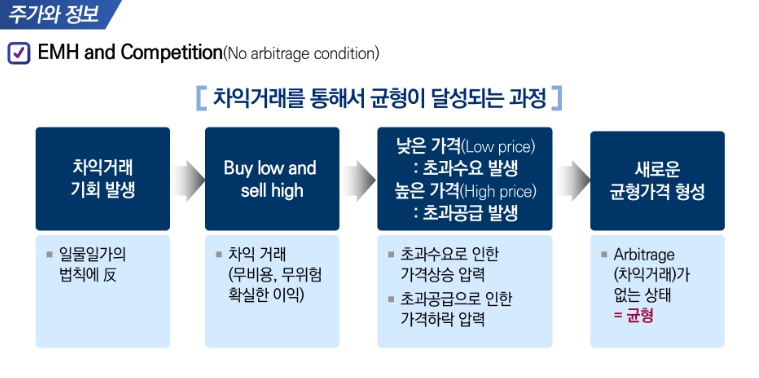 주가와 정보
EMH and Competition(No arbitrage condition)
[ 차익거래를 통해서 균형이 달성되는 과정 ]
차익거래
기회 발생
Buy low and
sell high
낮은 가격(Low price)
: 초과수요 발생
높은 가격(High price)
: 초과공급 발생
새로운
균형가격 형성
일물일가의
법칙에 反
차익 거래
(무비용, 무위험
확실한 이익)
초과수요로 인한
가격상승 압력
초과공급으로 인한
가격하락 압력
Arbitrage
(차익거래)가
없는 상태
= 균형